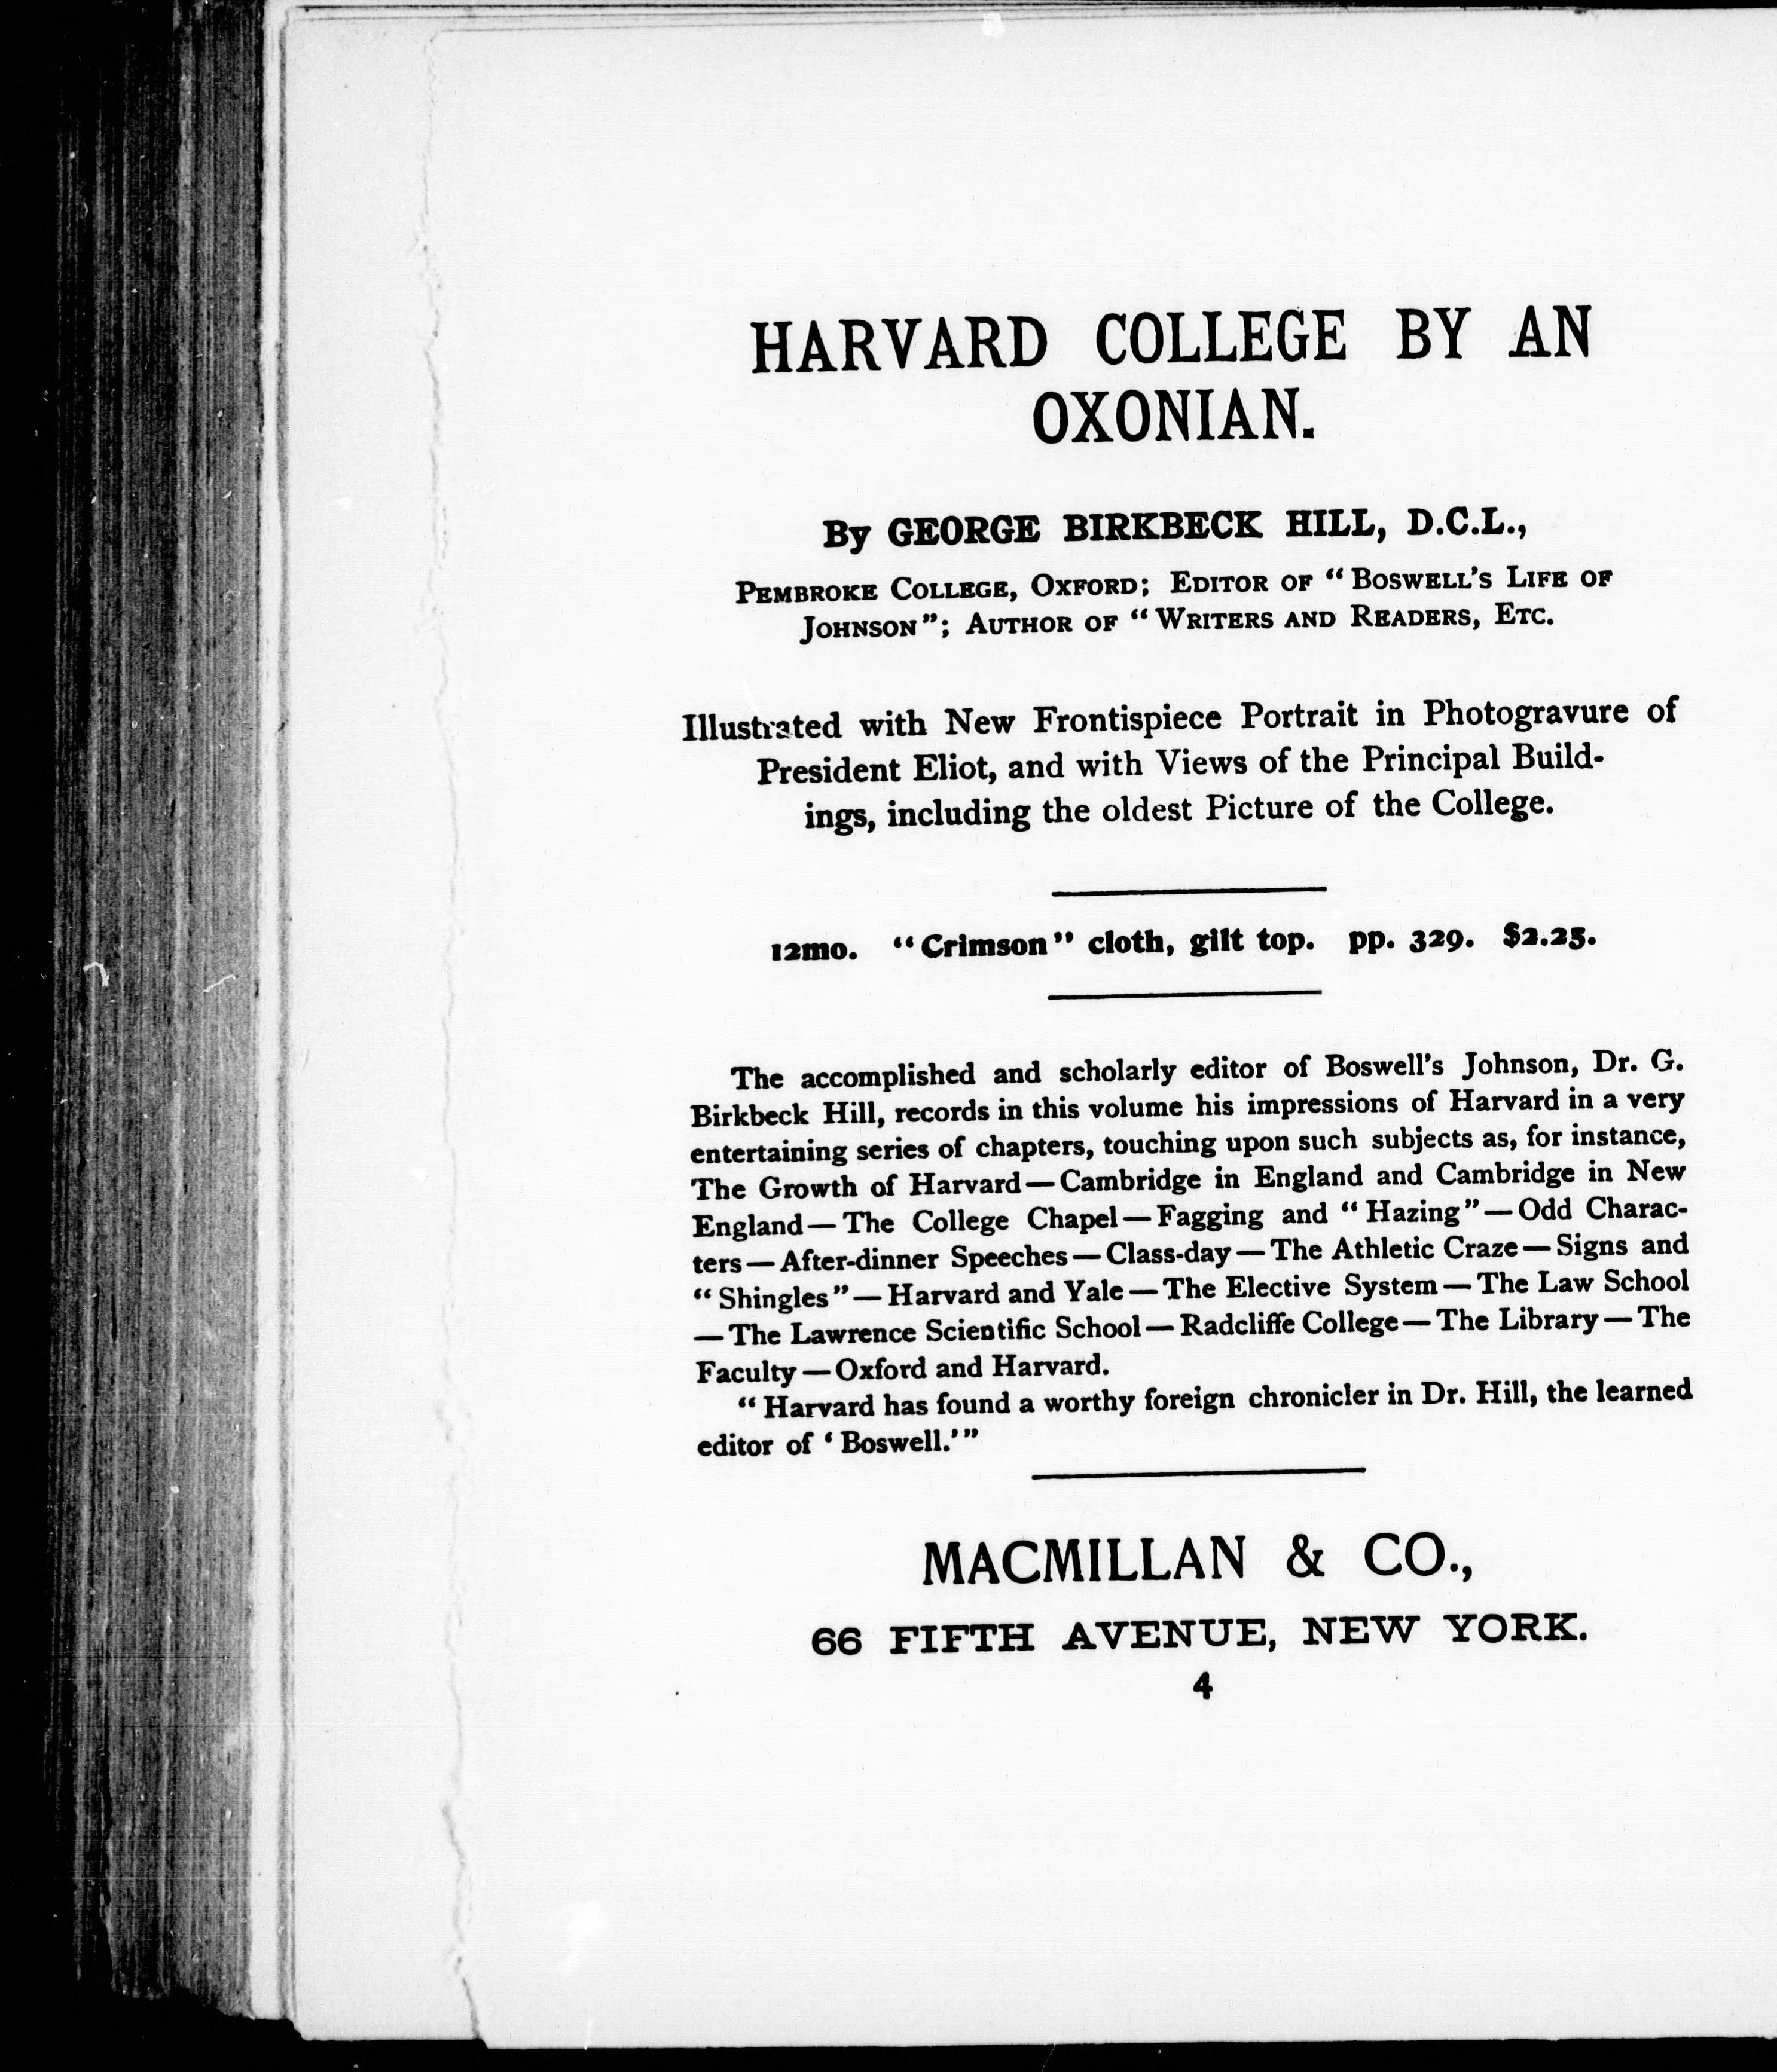 HARVARD COLLEGE BY AN
OXONIAN.
By GEORGE BIRKBECK HILL, D.C.L.,
PEMBROKE COLLEGE, OXFORD; EDITOR OF “BOSWELL'S LIFE OF
JOHNSON”; AUTHOR OF “WRITERS AND READERS, ETC.
Illustrated with New Frontispiece Portrait in Photogravure of
President Eliot, and with Views of the Principal Build-
ings, including the oldest Picture of the College.
12mo. “Crimson” cloth, gilt top. pp. 329. $2.25.
The accomplished and scholarly editor of Boswell's Johnson, Dr. G.
Birkbeck Hill, records in this volume his impressions of Harvard in a very
entertaining series of chapters, touching upon such subjects as, for instance,
The Growth of Harvard—Cambridge in England and Cambridge in New
England—The College Chapel—Fagging and “Hazing”—Odd Charac-
ters—After-dinner Speeches—Class-day—The Athletic Craze—Signs and
“Shingles”—Harvard and Yale—The Elective System—The Law School
—The Lawrence Scientific School—Radcliffe College—The Library—The
Faculty—Oxford and Harvard.
“Harvard has found a worthy foreign chronicler in Dr. Hill, the learned
editor of ‘Boswell.’”
MACMILLAN & CO.,
66 FIFTH AVENUE, NEW YORK.
4